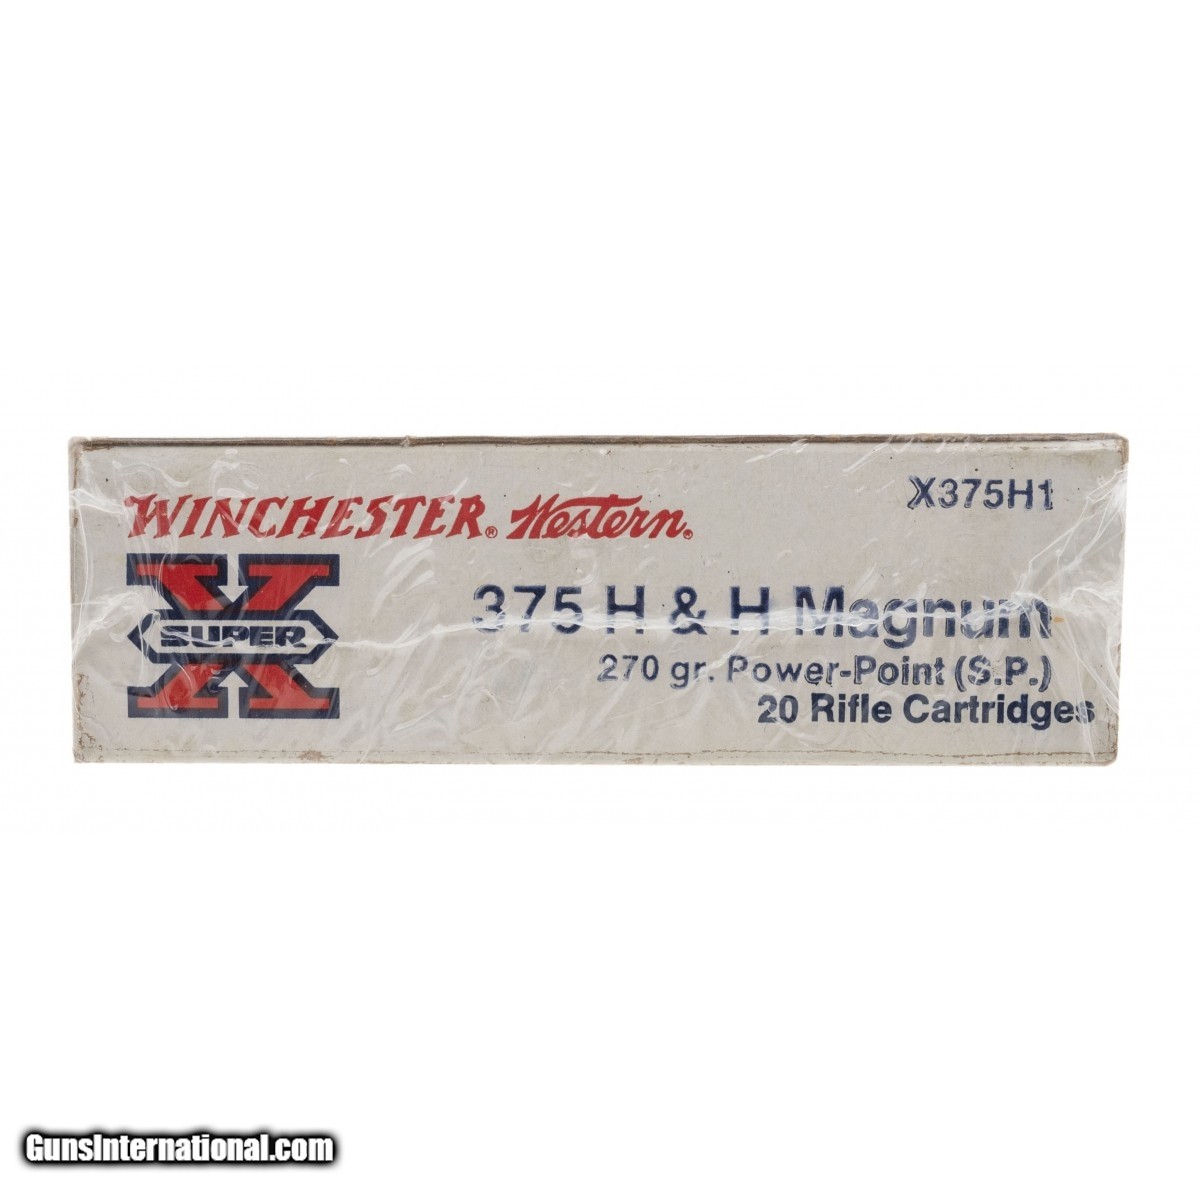 WINCHESTER® Western®
X375H1
SUPER X
375 H & H Magnum
270 gr. Power-Point (S.P.)
20 Rifle Cartridges
GunsInternational.com